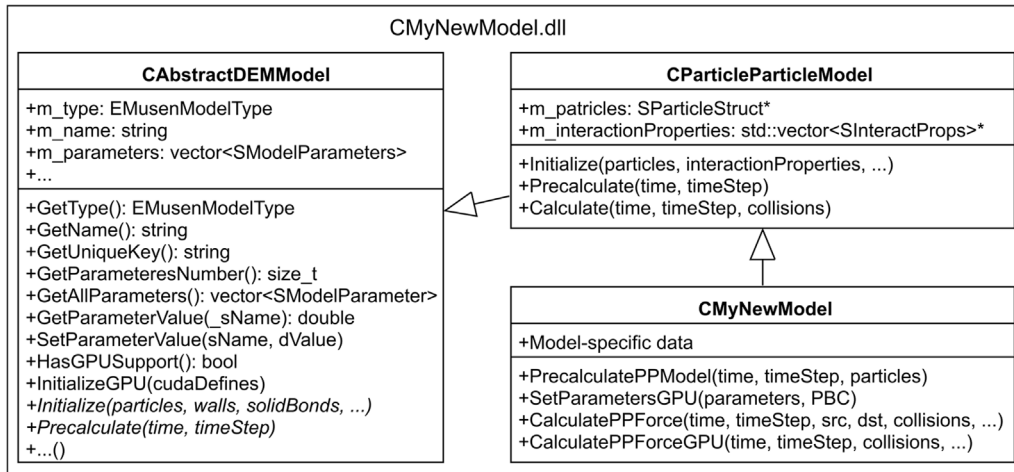 CMyNewModel.dll
CAbstractDEMModel
+m_type: EMusenModelType
+m_name: string
+m_parameters: vector<SModelParameters>
+...
+GetType(): EMusenModelType
+GetName(): string
+GetUniqueKey(): string
+GetParameteresNumber(): size_t
+GetAllParameters(): vector<SModelParameter>
+GetParameterValue(_sName): double
+SetParameterValue(sName, dValue)
+HasGPUSupport(): bool
+InitializeGPU(cudaDefines)
+Initialize(particles, walls, solidBonds, ...)
+Precalculate(time, timeStep)
+...()
CParticleParticleModel
+m_patricles: SParticleStruct*
+m_interactionProperties: std::vector<SInteractProps>*
+Initialize(particles, interactionProperties, ...)
+Precalculate(time, timeStep)
+Calculate(time, timeStep, collisions)
CMyNewModel
+Model-specific data
+PrecalculatePPModel(time, timeStep, particles)
+SetParametersGPU(parameters, PBC)
+CalculatePPForce(time, timeStep, src, dst, collisions, ...)
+CalculatePPForceGPU(time, timeStep, collisions, ...)